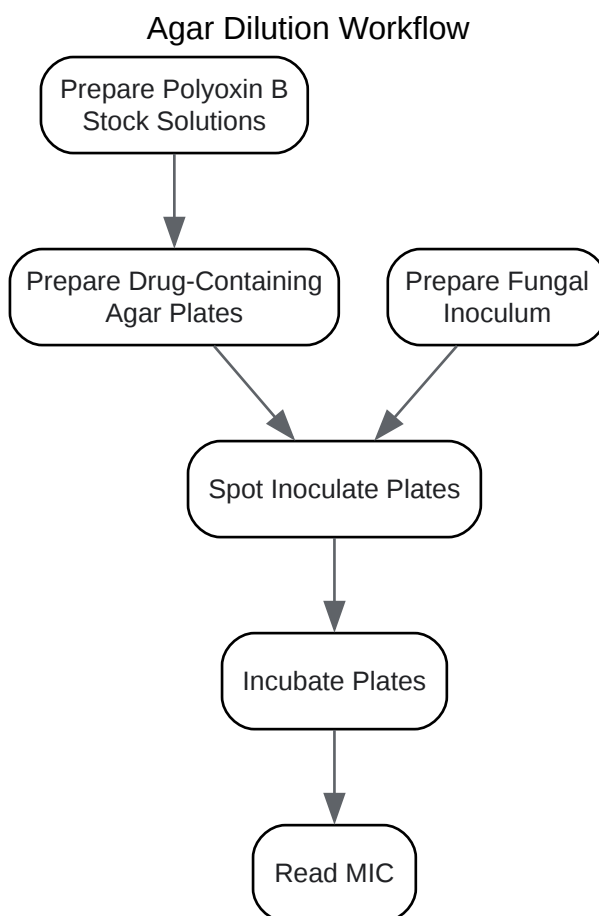 Agar Dilution Workflow
Prepare Polyoxin B
Stock Solutions
Prepare Drug-Containing
Agar Plates
Prepare Fungal
Inoculum
Spot Inoculate Plates
Incubate Plates
Read MIC